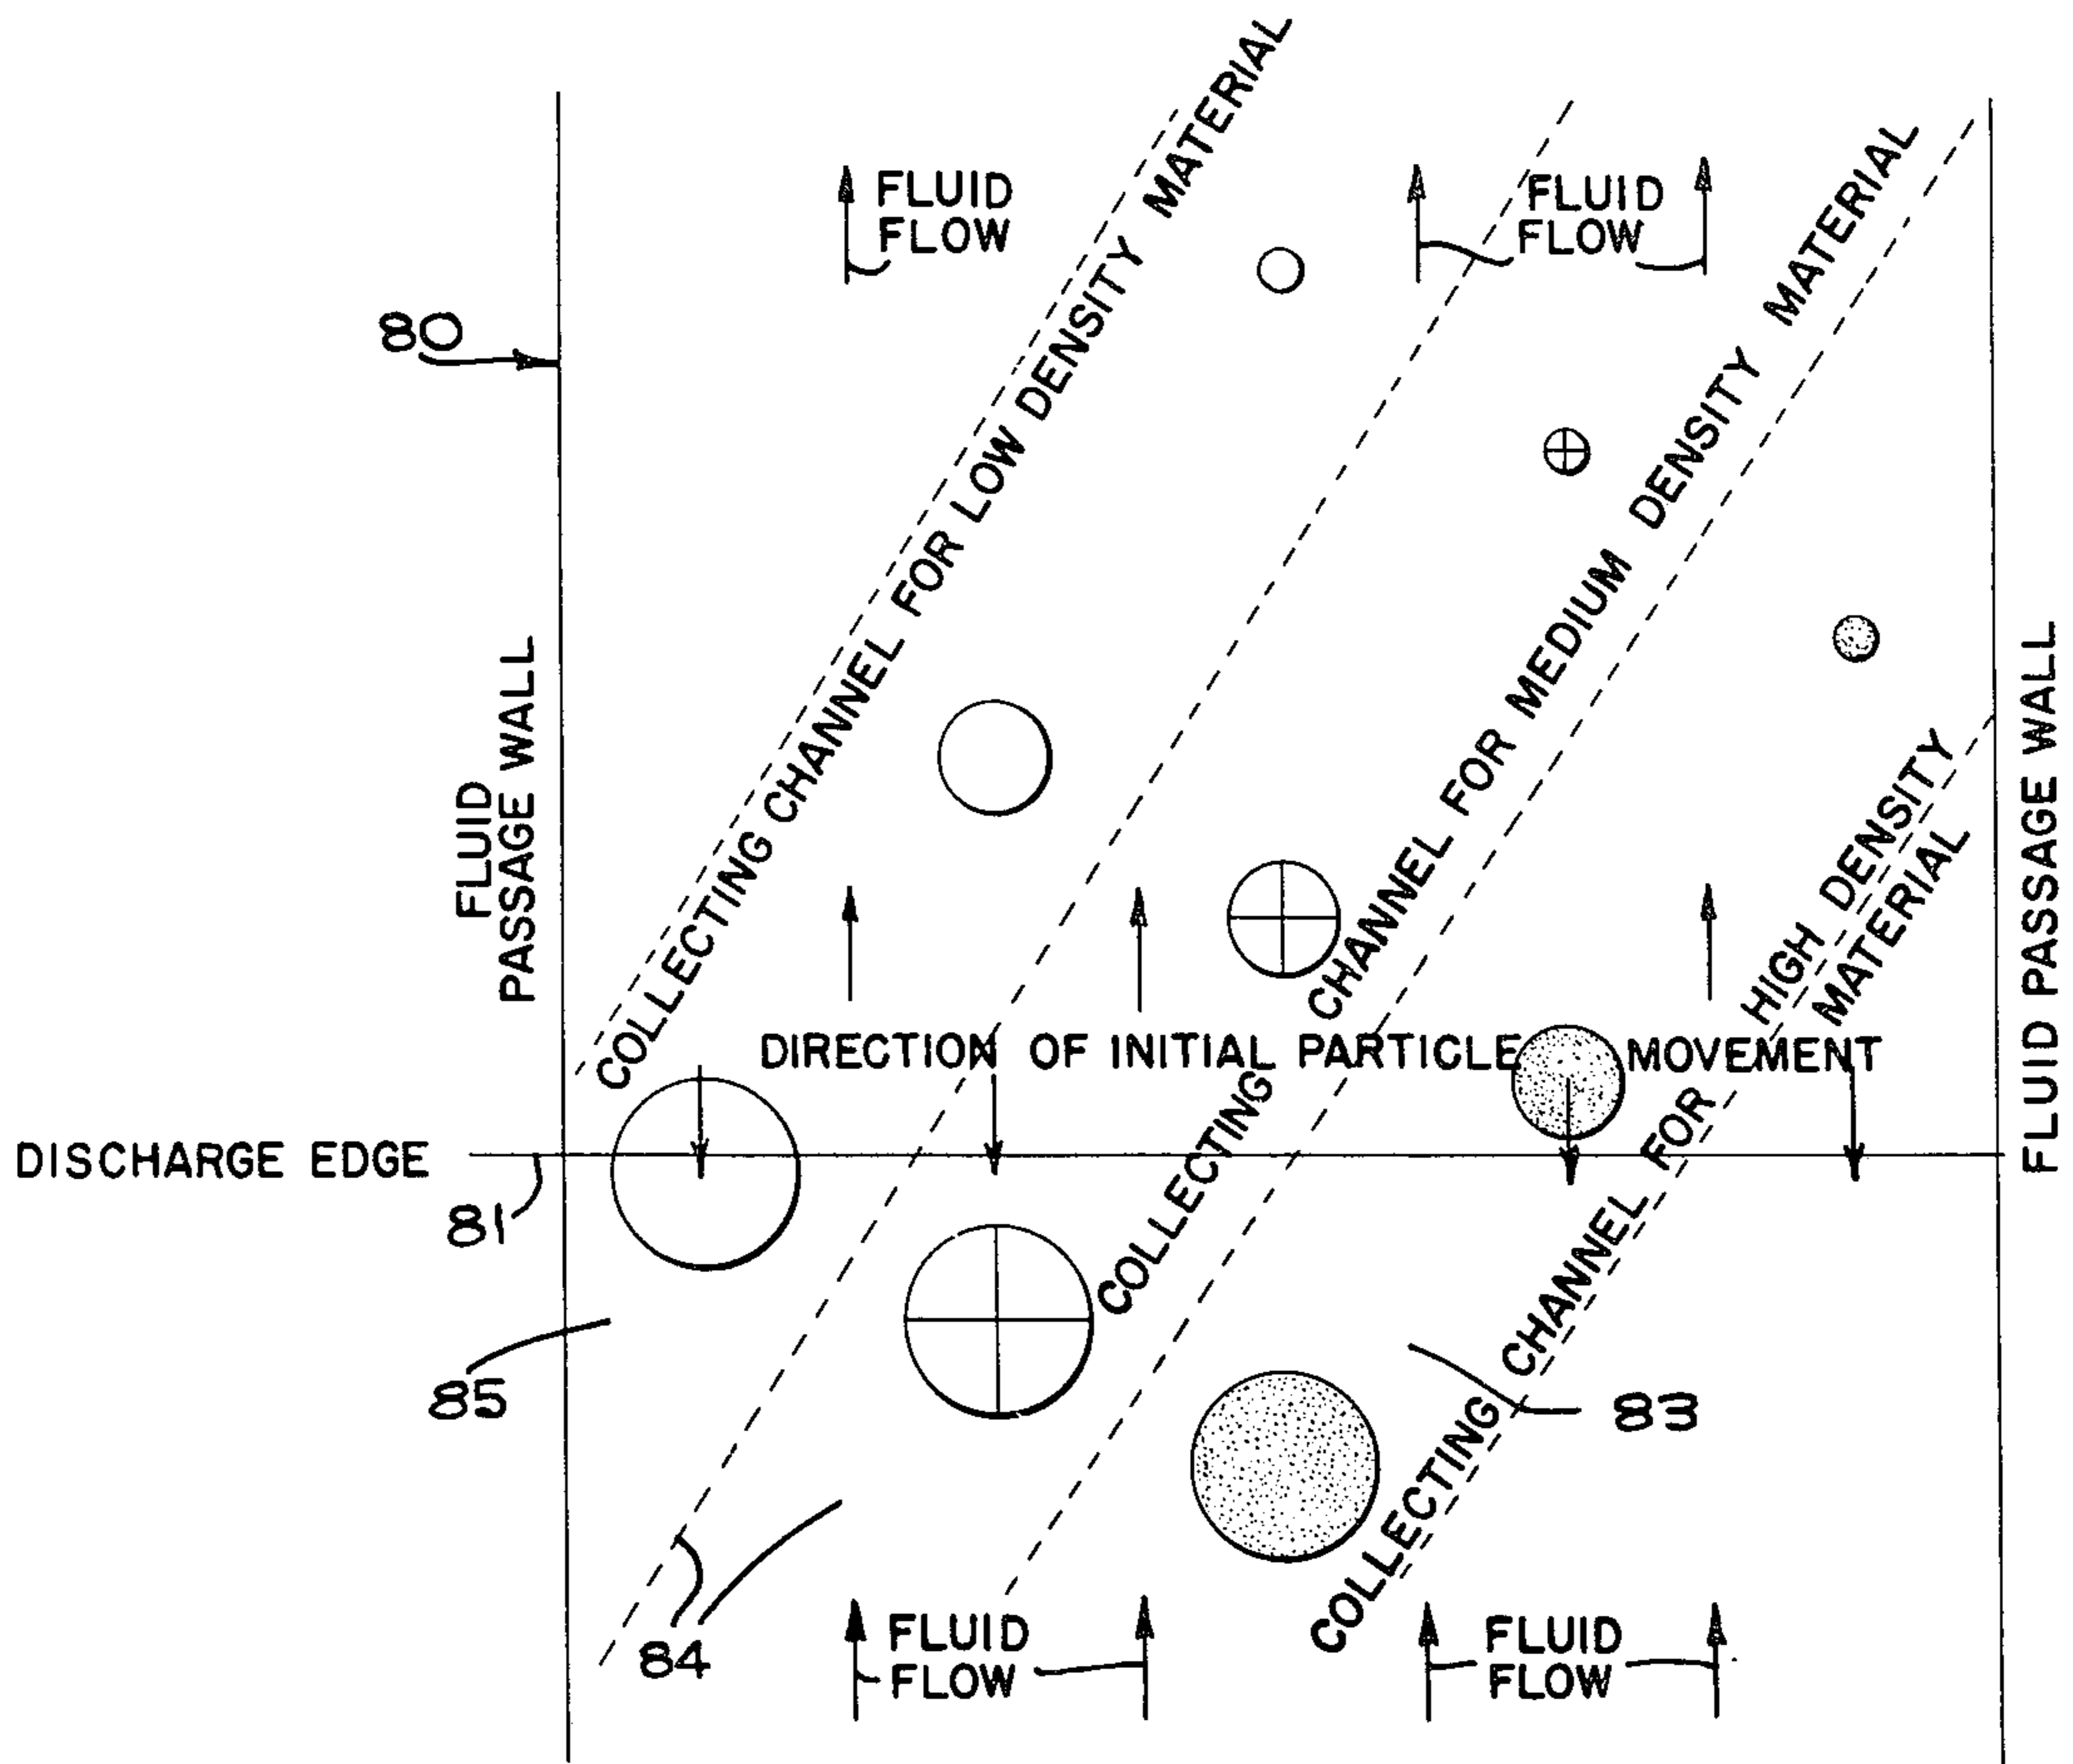 FLUID
FLOW
FLUID
FLOW
80
COLLECTING CHANNEL FOR LOW DENSITY MATERIAL
COLLECTING CHANNEL FOR MEDIUM DENSITY MATERIAL
COLLECTING CHANNEL FOR HIGH DENSITY
MATERIAL
FLUID
PASSAGE WALL
FLUID PASSAGE WALL
DIRECTION OF INITIAL PARTICLE MOVEMENT
DISCHARGE EDGE
81
85
83
84
FLUID
FLOW
FLUID
FLOW